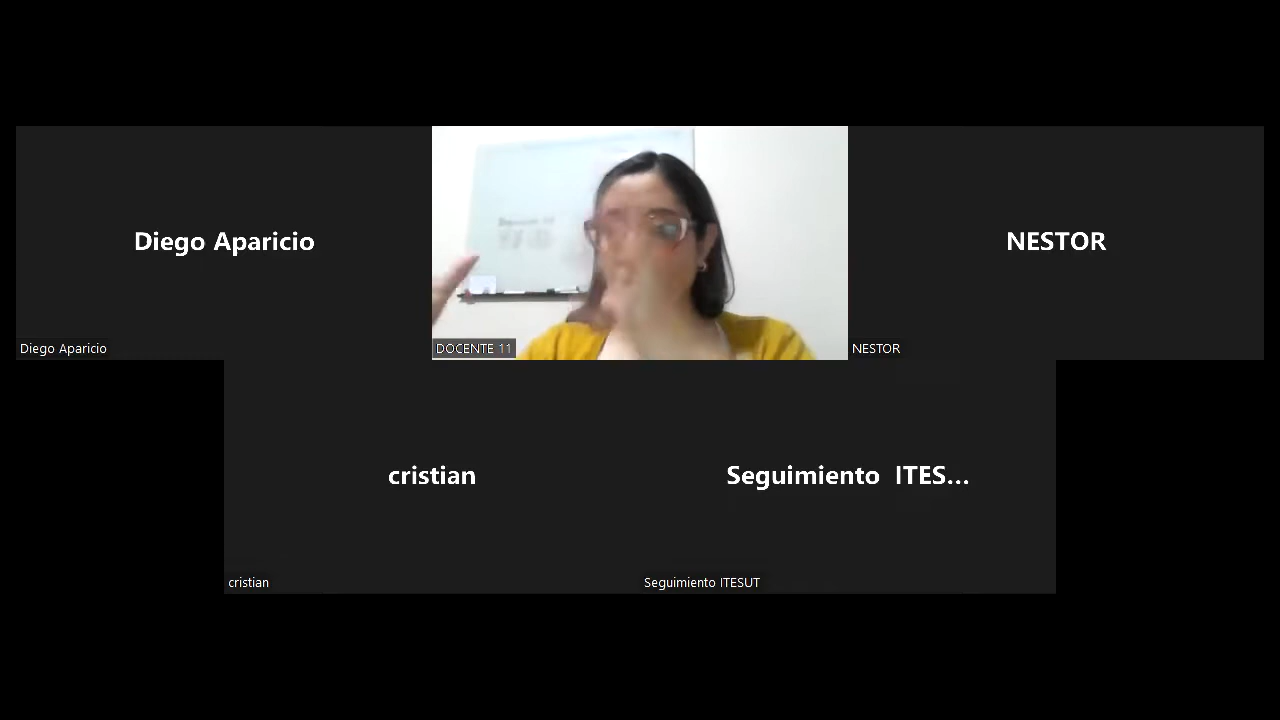 Diego Aparicio
Diego Aparicio
DOCENTE 11
NESTOR
NESTOR
cristian
cristian
Seguimiento ITES...
Seguimiento ITESUT